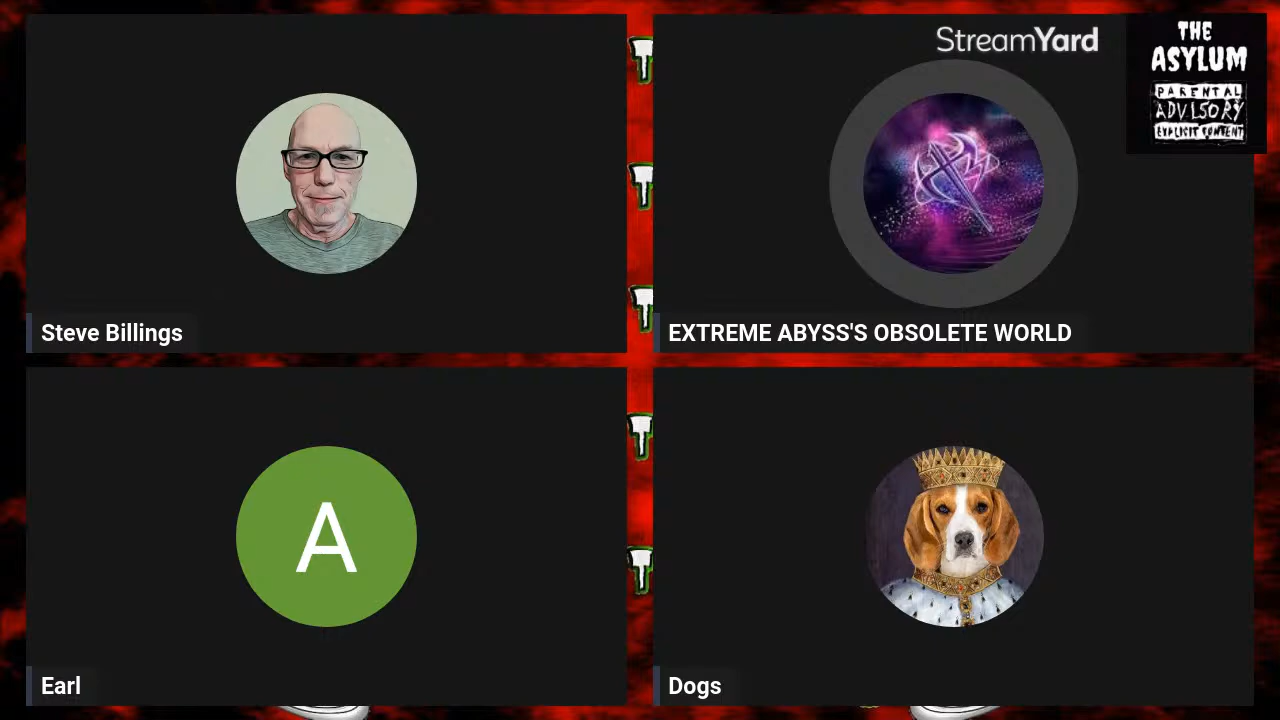 StreamYard
THE
ASYLUM
PARENTAL
ADVISORY
EXPLICIT CONTENT
Steve Billings
EXTREME ABYSS'S OBSOLETE WORLD
A
Earl
Dogs